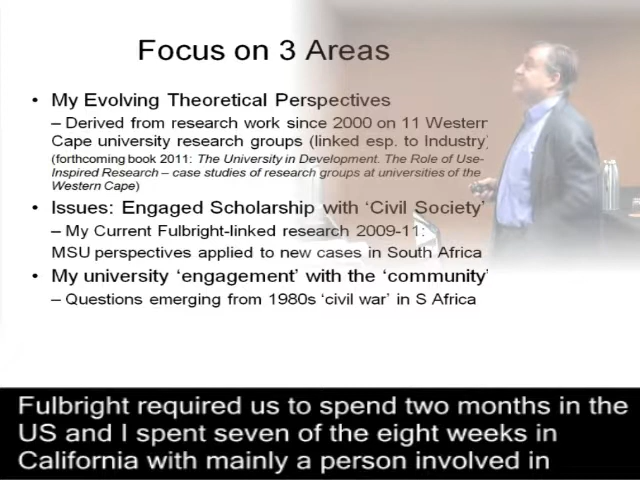 Focus on 3 Areas
• My Evolving Theoretical Perspectives
– Derived from research work since 2000 on 11 Western
Cape university research groups (linked esp. to Industry)
(forthcoming book 2011: The University in Development. The Role of Use-
Inspired Research – case studies of research groups at universities of the
Western Cape)
• Issues: Engaged Scholarship with 'Civil Society'
– My Current Fulbright-linked research 2009-11:
MSU perspectives applied to new cases in South Africa
• My university 'engagement' with the 'community'
– Questions emerging from 1980s 'civil war' in S Africa
Fulbright required us to spend two months in the
US and I spent seven of the eight weeks in
California with mainly a person involved in